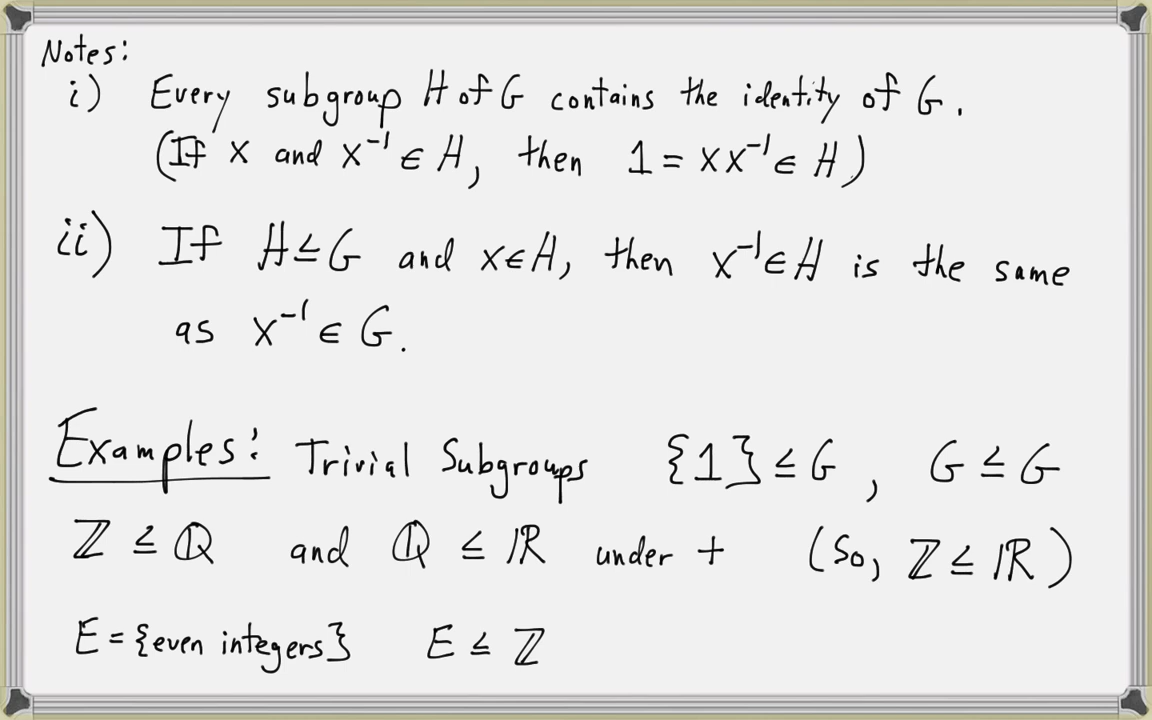 Notes:
i) Every subgroup H of G contains the identity of G.
(If x and x⁻¹ ∈ H, then 1 = xx⁻¹ ∈ H)
ii) If H ≤ G and x ∈ H, then x⁻¹ ∈ H is the same
as x⁻¹ ∈ G.
Examples: Trivial Subgroups {1} ≤ G, G ≤ G
ℤ ≤ ℚ and ℚ ≤ ℝ under + (So, ℤ ≤ ℝ)
E = {even integers} E ≤ ℤ